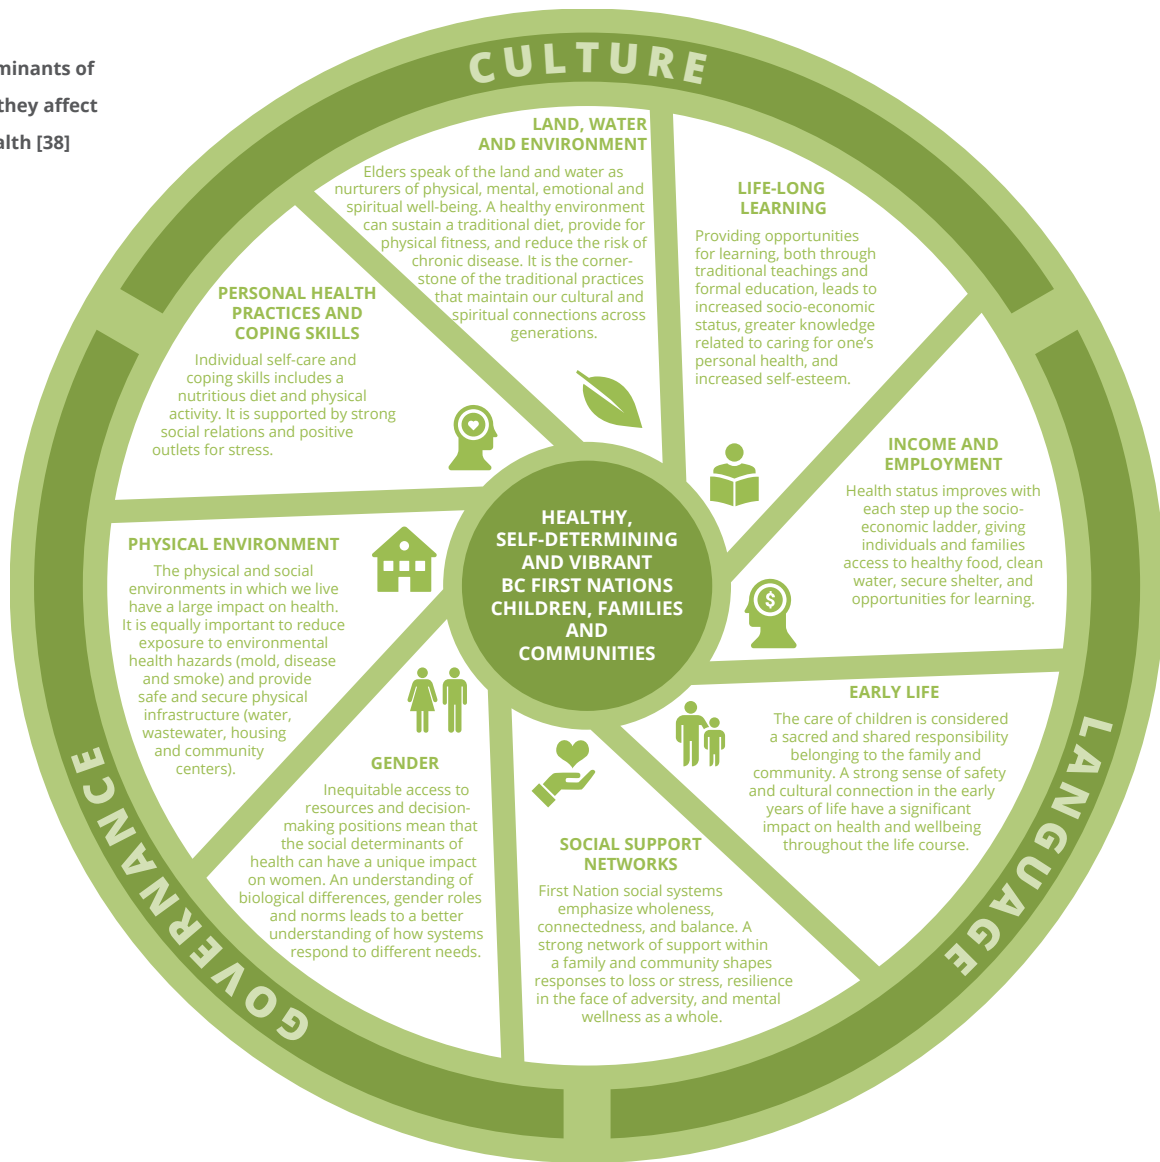 minants of
they affect
alth [38]
CULTURE
LAND, WATER
AND ENVIRONMENT
Elders speak of the land and water as
nurturers of physical, mental, emotional and
spiritual well-being. A healthy environment
can sustain a traditional diet, provide for
physical fitness, and reduce the risk of
chronic disease. It is the corner-
stone of the traditional practices
that maintain our cultural and
spiritual connections across
generations.
LIFE-LONG
LEARNING
Providing opportunities
for learning, both through
traditional teachings and
formal education, leads to
increased socio-economic
status, greater knowledge
related to caring for one's
personal health, and
increased self-esteem.
INCOME AND
EMPLOYMENT
Health status improves with
each step up the socio-
economic ladder, giving
individuals and families
access to healthy food, clean
water, secure shelter, and
opportunities for learning.
$
EARLY LIFE
The care of children is considered
a sacred and shared responsibility
belonging to the family and
community. A strong sense of safety
and cultural connection in the early
years of life have a significant
impact on health and wellbeing
throughout the life course.
LANGUAGE
SOCIAL SUPPORT
NETWORKS
First Nation social systems
emphasize wholeness,
connectedness, and balance. A
strong network of support within
a family and community shapes
responses to loss or stress, resilience
in the face of adversity, and mental
wellness as a whole.
GENDER
Inequitable access to
resources and decision-
making positions mean that
the social determinants of
health can have a unique impact
on women. An understanding of
biological differences, gender roles
and norms leads to a better
understanding of how systems
respond to different needs.
GOVERNANCE
PHYSICAL ENVIRONMENT
The physical and social
environments in which we live
have a large impact on health.
It is equally important to reduce
exposure to environmental
health hazards (mold, disease
and smoke) and provide
safe and secure physical
infrastructure (water,
wastewater, housing
and community
centers).
PERSONAL HEALTH
PRACTICES AND
COPING SKILLS
Individual self-care and
coping skills includes a
nutritious diet and physical
activity. It is supported by strong
social relations and positive
outlets for stress.
HEALTHY,
SELF-DETERMINING
AND VIBRANT
BC FIRST NATIONS
CHILDREN, FAMILIES
AND
COMMUNITIES